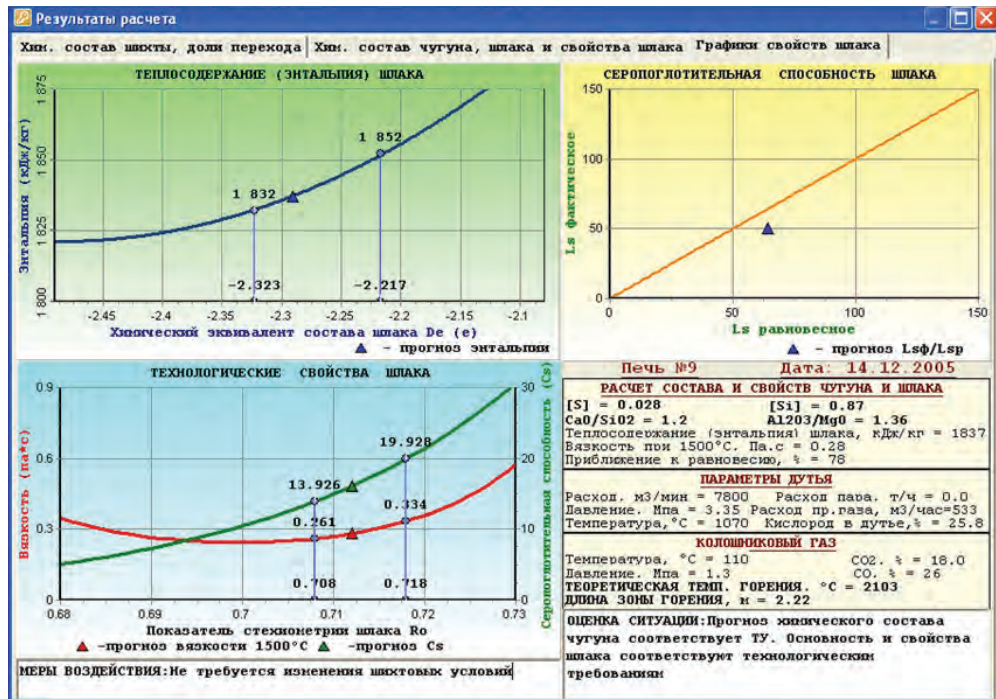 Результаты расчета
Хим. состав шихты, доли перехода Хим. состав чугуна, шлака и свойства шлака Графики свойств шлака
ТЕПЛОСОДЕРЖАНИЕ (ЭНТАЛЬПИЯ) ШЛАКА
Энтальпия (кДж/кг)
1 875
1 850
1 825
1 800
1 832
1 852
-2.323
-2.217
-2.45 -2.4 -2.35 -2.3 -2.25 -2.2 -2.15 -2.1
Химический эквивалент состава шлака De (e)
- прогноз энтальпии
СЕРОПОГЛОТИТЕЛЬНАЯ СПОСОБНОСТЬ ШЛАКА
Ls фактическое
150
100
50
0
0 50 100 150
Ls равновесное
- прогноз Lsф/Lsр
ТЕХНОЛОГИЧЕСКИЕ СВОЙСТВА ШЛАКА
Вязкость (па*с)
0.9
0.6
0.3
0
Серопоглотительная способность (Cs)
30
20
10
0
19.928
13.926
0.334
0.261
0.708
0.718
0.68 0.69 0.7 0.71 0.72 0.73
Показатель стехиометрии шлака Ro
-прогноз вязкости 1500°C -прогноз Cs
МЕРЫ ВОЗДЕЙСТВИЯ:Не требуется изменения шихтовых условий
Печь №9 Дата: 14.12.2005
РАСЧЕТ СОСТАВА И СВОЙСТВ ЧУГУНА И ШЛАКА
[S] = 0.028 [Si] = 0.87
CaO/SiO2 = 1.2 Al2O3/MgO = 1.36
Теплосодержание (энтальпия) шлака, кДж/кг = 1837
Вязкость при 1500°C. Па.с = 0.28
Приближение к равновесию, % = 78
ПАРАМЕТРЫ ДУТЬЯ
Расход. м3/мин = 7800 Расход пара. т/ч = 0.0
Давление. Мпа = 3.35 Расход пр.газа, м3/час=533
Температура,°C = 1070 Кислород в дутье,% = 25.8
КОЛОШНИКОВЫЙ ГАЗ
Температура, °C = 110 CO2. % = 18.0
Давление. Мпа = 1.3 CO. % = 26
ТЕОРЕТИЧЕСКАЯ ТЕМП. ГОРЕНИЯ. °C = 2103
ДЛИНА ЗОНЫ ГОРЕНИЯ, м = 2.22
ОЦЕНКА СИТУАЦИИ:Прогноз химического состава
чугуна соответствует ТУ. Основность и свойства
шлака соответствуют технологическим
требованиям